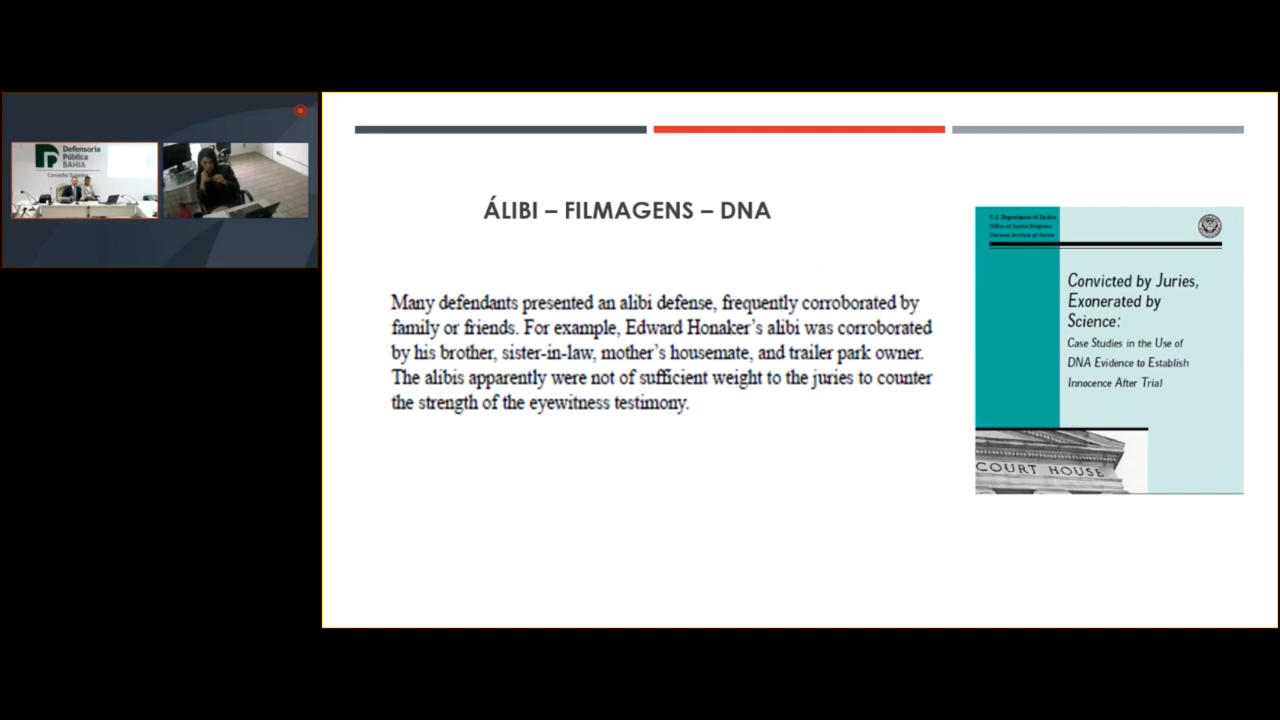 Defensoria
Pública
BAHIA
ÁLIBI – FILMAGENS – DNA
Many defendants presented an alibi defense, frequently corroborated by
family or friends. For example, Edward Honaker’s alibi was corroborated
by his brother, sister-in-law, mother’s housemate, and trailer park owner.
The alibis apparently were not of sufficient weight to the juries to counter
the strength of the eyewitness testimony.
U.S. Department of Justice
Office of Justice Programs
National Institute of Justice
Convicted by Juries,
Exonerated by
Science:
Case Studies in the Use of
DNA Evidence to Establish
Innocence After Trial
COURT HOUSE